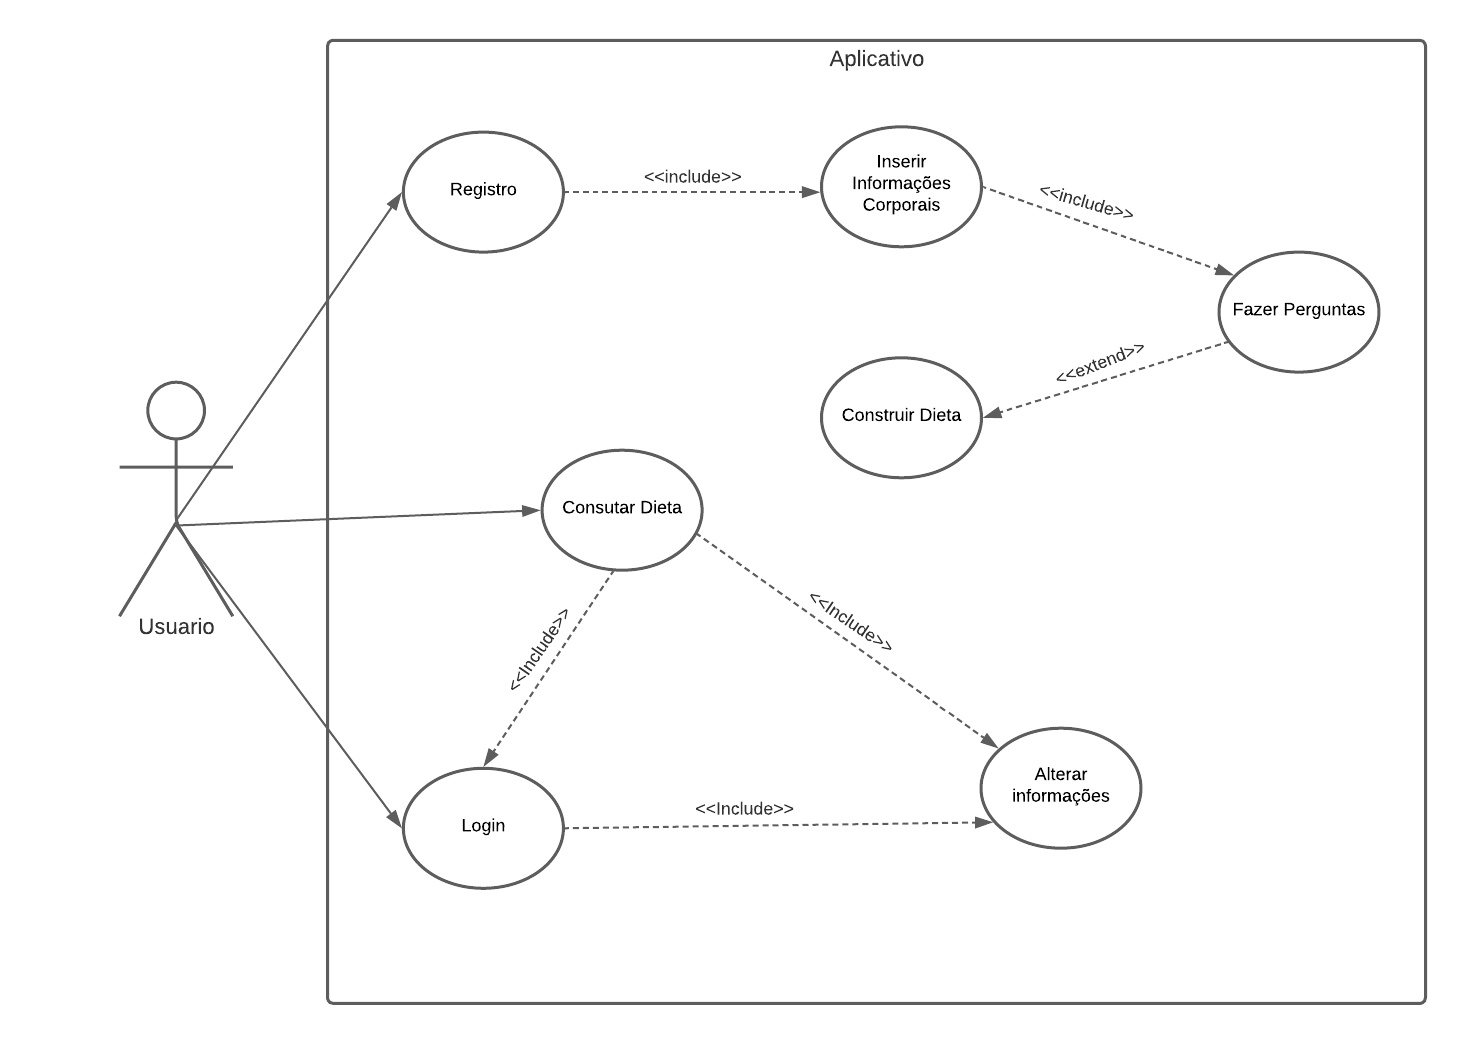 Aplicativo
Registro
<<include>>
Inserir
Informações
Corporais
<<include>>
Fazer Perguntas
<<extend>>
Construir Dieta
Consutar Dieta
Usuario
<<Include>>
<<Include>>
Login
<<Include>>
Alterar
informações